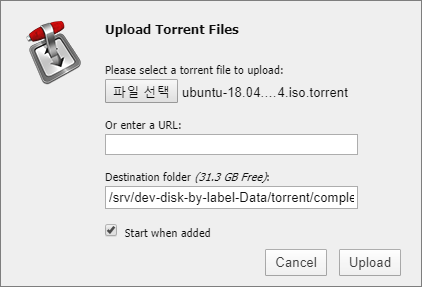 Upload Torrent Files
Please select a torrent file to upload:
파일 선택 ubuntu-18.04....4.iso.torrent
Or enter a URL:
Destination folder (31.3 GB Free):
/srv/dev-disk-by-label-Data/torrent/comple
Start when added
Cancel Upload